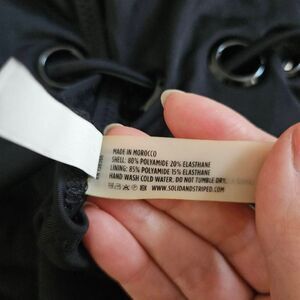 MADE IN MOROCCO
SHELL: 80% POLYAMIDE 20% ELASTHANE
LINING: 85% POLYAMIDE 15% ELASTHANE
HAND WASH COLD WATER. DO NOT TUMBLE DRY.
WWW.SOLIDANDSTRIPED.COM